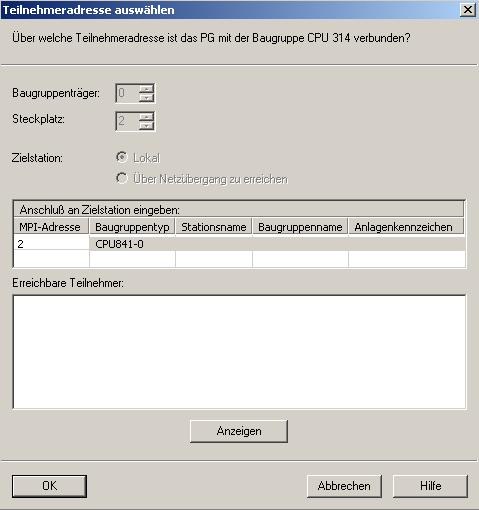 Teilnehmeradresse auswählen
Über welche Teilnehmeradresse ist das PG mit der Baugruppe CPU 314 verbunden?
Baugruppenträger: 0
Steckplatz: 2
Zielstation: Lokal
Über Netzübergang zu erreichen
Anschluß an Zielstation eingeben:
MPI-Adresse Baugruppentyp Stationsname Baugruppenname Anlagenkennzeichen
2 CPU841-0
Erreichbare Teilnehmer:
Anzeigen
OK Abbrechen Hilfe